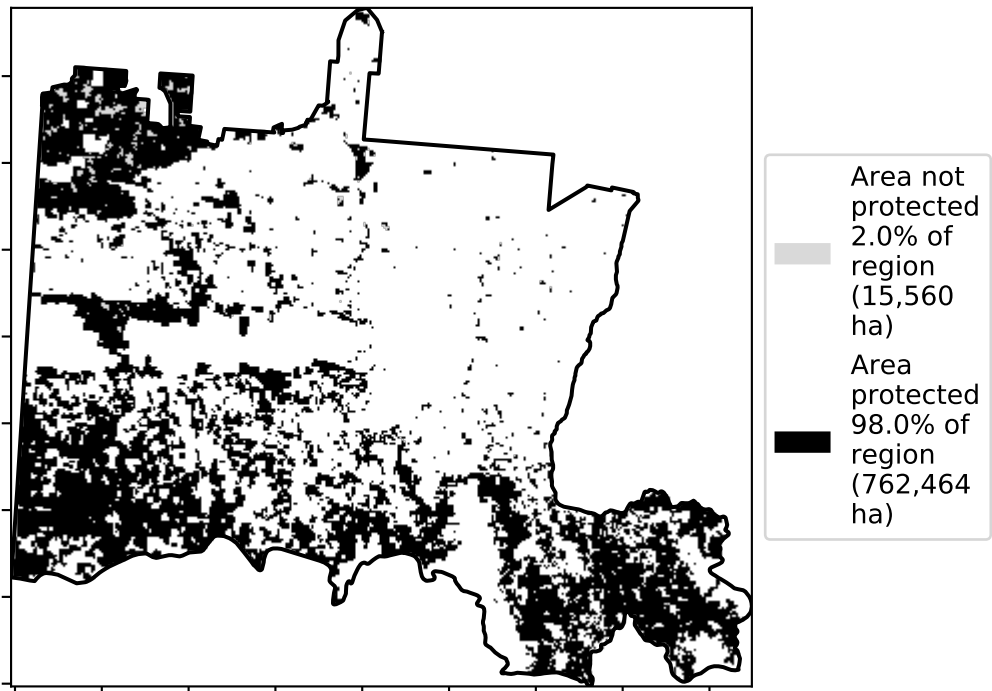 Area not
protected
2.0% of
region
(15,560
ha)
Area
protected
98.0% of
region
(762,464
ha)